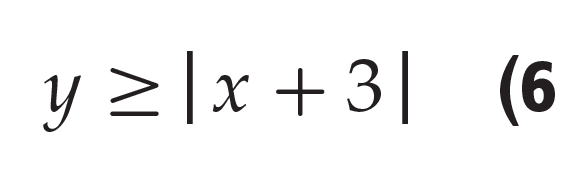 y ≥ |x + 3| (6